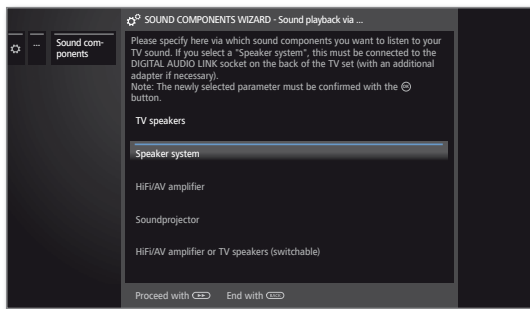 SOUND COMPONENTS WIZARD - Sound playback via ...
...
Sound com-
ponents
Please specify here via which sound components you want to listen to your
TV sound. If you select a "Speaker system", this must be connected to the
DIGITAL AUDIO LINK socket on the back of the TV set (with an additional
adapter if necessary).
Note: The newly selected parameter must be confirmed with the OK
button.
TV speakers
Speaker system
HiFi/AV amplifier
Soundprojector
HiFi/AV amplifier or TV speakers (switchable)
Proceed with End with BACK